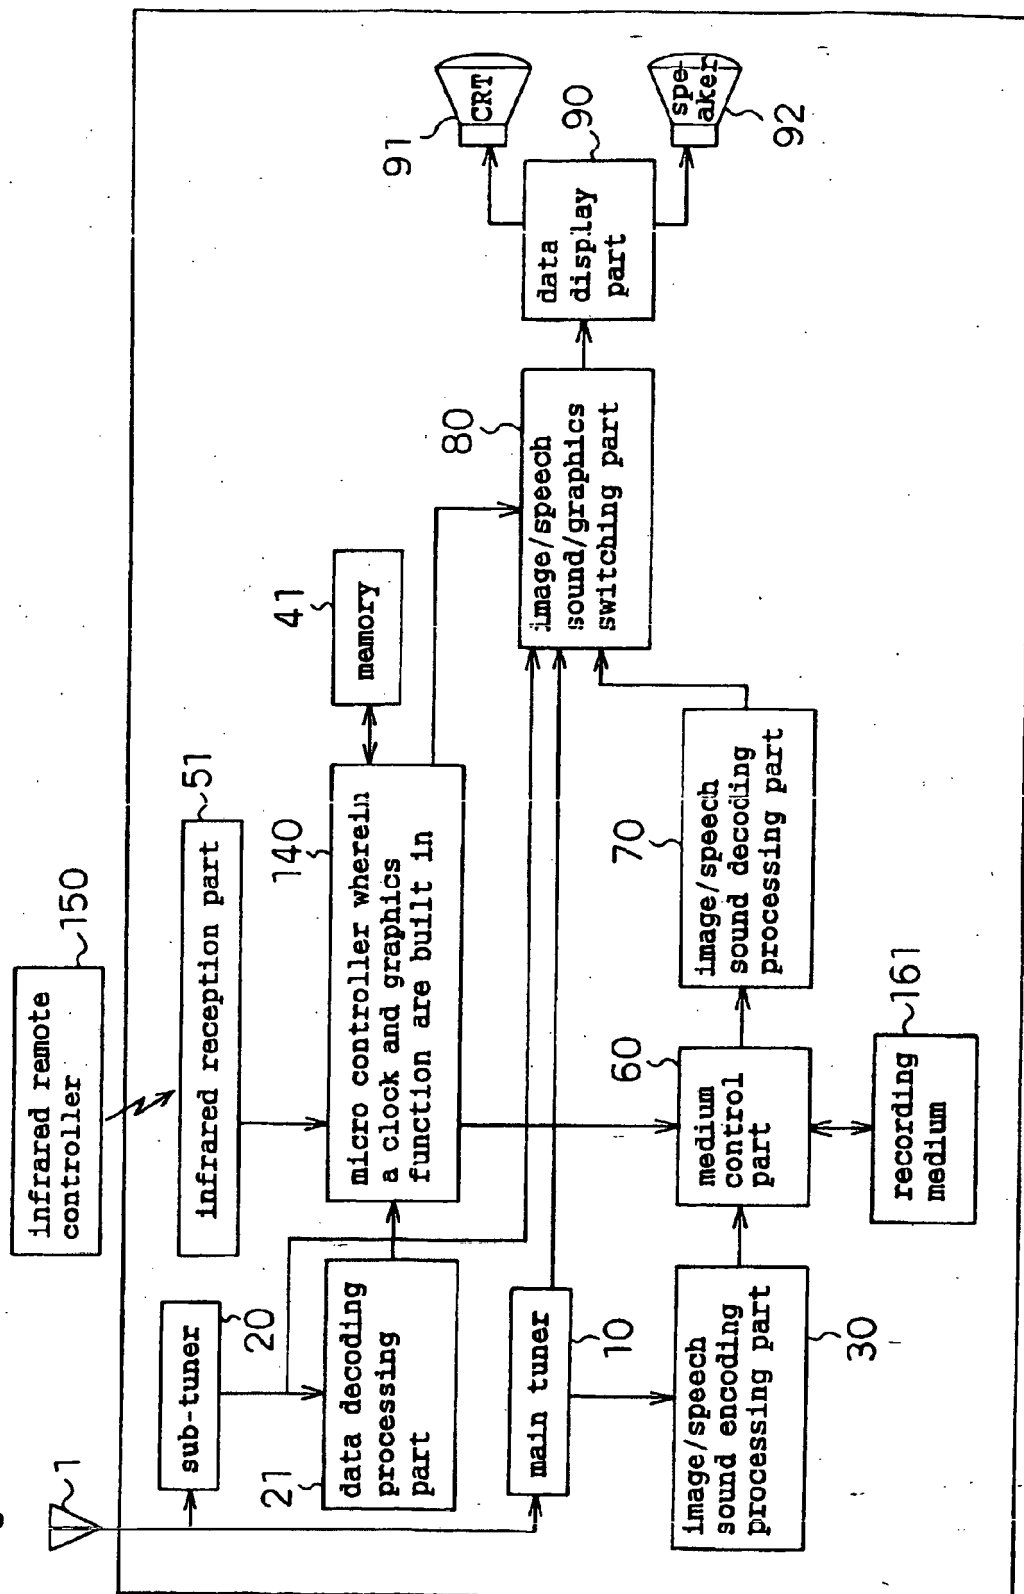 1
infrared remote
controller
150
infrared reception part
51
sub-tuner
20
data decoding
processing
part
21
micro controller wherein
a clock and graphics
function are built in
140
memory
41
main tuner
10
image/speech
sound encoding
processing part
30
medium
control
part
60
recording
medium
161
image/speech
sound decoding
processing part
70
image/speech
sound/graphics
switching part
80
data
display
part
90
CRT
91
spe-
aker
92